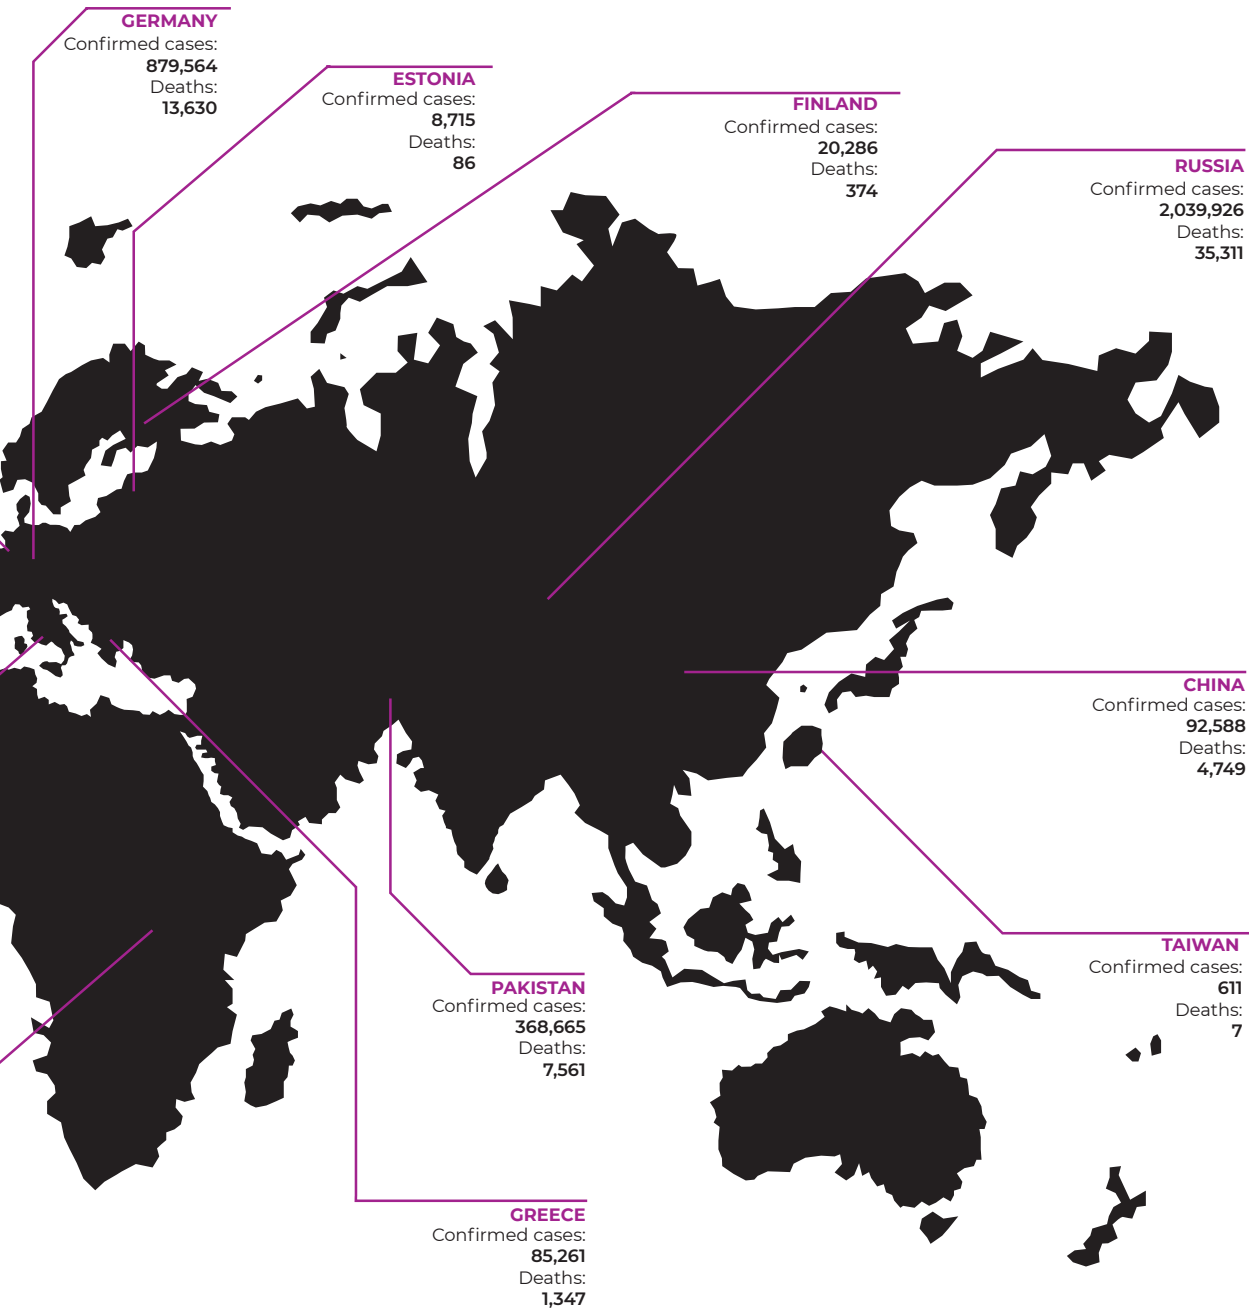 GERMANY
Confirmed cases:
879,564
Deaths:
13,630
ESTONIA
Confirmed cases:
8,715
Deaths:
86
FINLAND
Confirmed cases:
20,286
Deaths:
374
RUSSIA
Confirmed cases:
2,039,926
Deaths:
35,311
CHINA
Confirmed cases:
92,588
Deaths:
4,749
TAIWAN
Confirmed cases:
611
Deaths:
7
PAKISTAN
Confirmed cases:
368,665
Deaths:
7,561
GREECE
Confirmed cases:
85,261
Deaths:
1,347